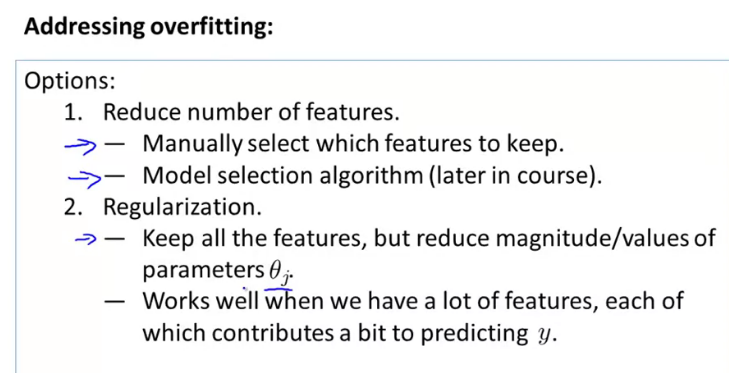 Addressing overfitting:
Options:
1. Reduce number of features.
— Manually select which features to keep.
— Model selection algorithm (later in course).
2. Regularization.
— Keep all the features, but reduce magnitude/values of
parameters θⱼ.
— Works well when we have a lot of features, each of
which contributes a bit to predicting y.